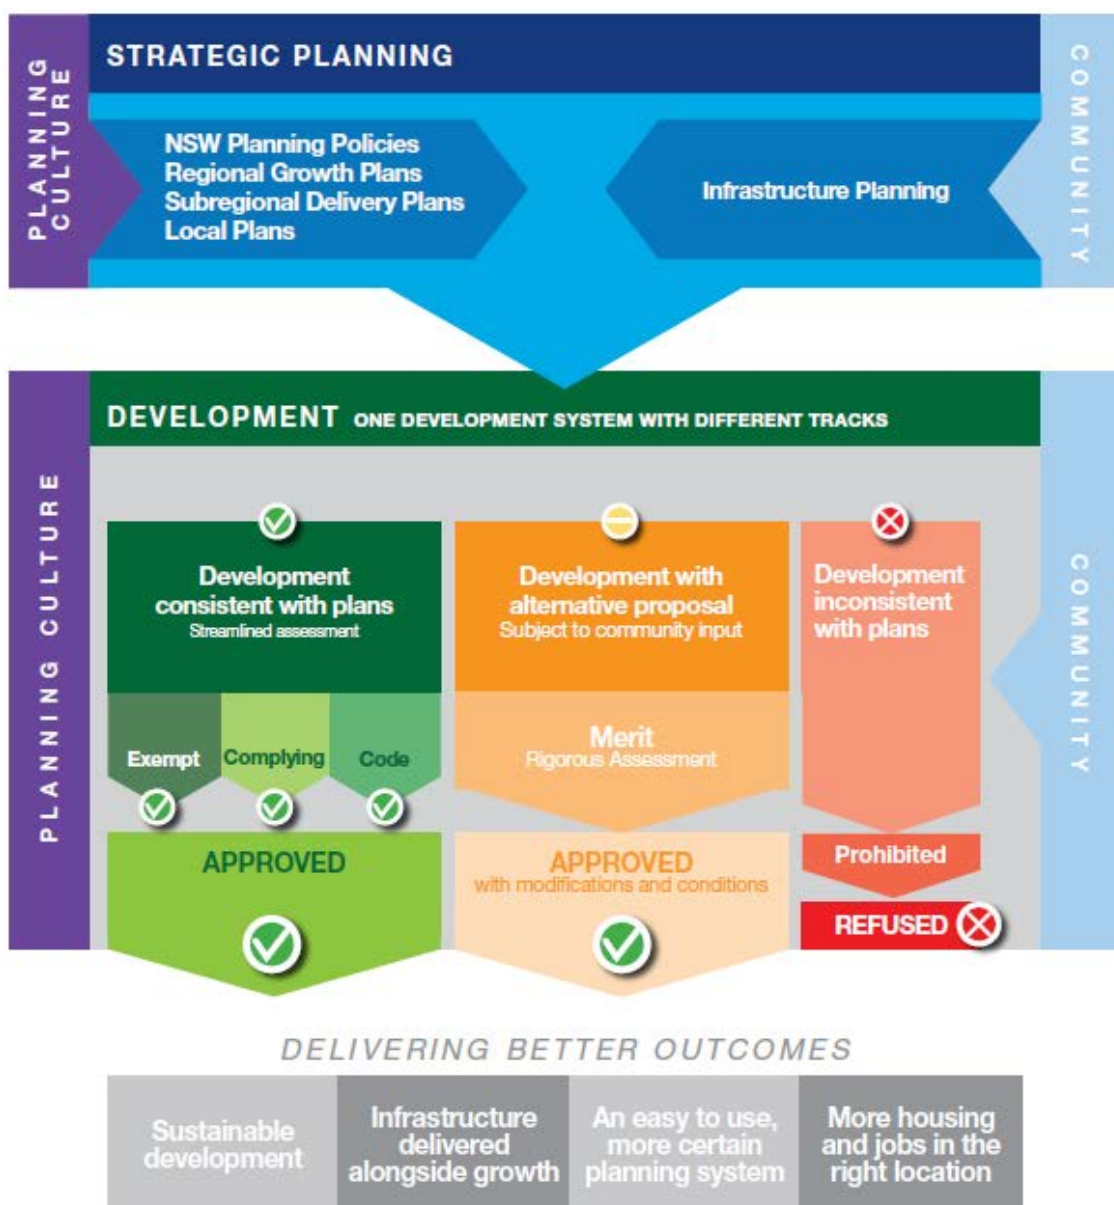 PLANNING
CULTURE
STRATEGIC PLANNING
NSW Planning Policies
Regional Growth Plans
Subregional Delivery Plans
Local Plans
Infrastructure Planning
COMMUNITY
PLANNING CULTURE
DEVELOPMENT ONE DEVELOPMENT SYSTEM WITH DIFFERENT TRACKS
Development
consistent with plans
Streamlined assessment
Exempt
Complying
Code
APPROVED
Development with
alternative proposal
Subject to community input
Merit
Rigorous Assessment
APPROVED
with modifications and conditions
Development
inconsistent
with plans
Prohibited
REFUSED
COMMUNITY
DELIVERING BETTER OUTCOMES
Sustainable
development
Infrastructure
delivered
alongside growth
An easy to use,
more certain
planning system
More housing
and jobs in the
right location